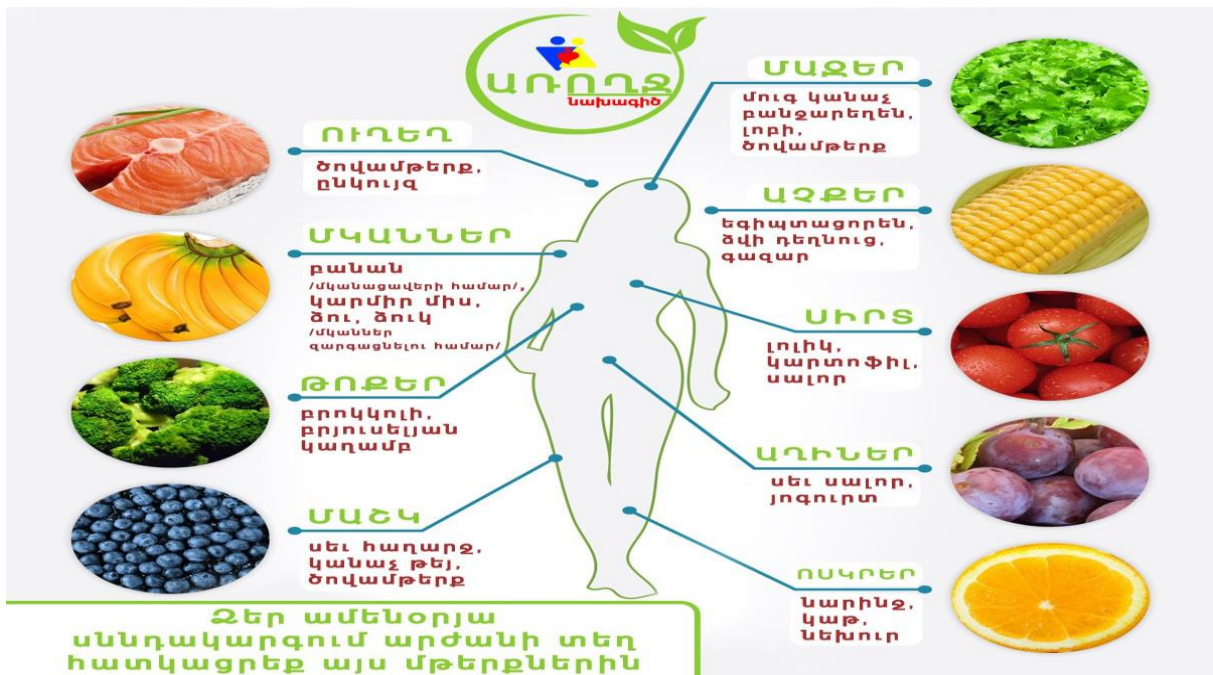 ԱՌՈՂՋ
նախագիծ
ՈՒՂԵՂ
ծովամթերք,
ընկույզ
ՄԿԱՆՆԵՐ
բանան
/մկանացավերի համար/,
կարմիր միս,
ձու, ձուկ
/մկաններ
զարգացնելու համար/
ԹՈՔԵՐ
բրոկկոլի,
բրյուսելյան
կաղամբ
ՄԱՇԿ
սեւ հաղարջ,
կանաչ թեյ,
ծովամթերք
ՄԱԶԵՐ
մուգ կանաչ
բանջարեղեն,
լոբի,
ծովամթերք
ԱՉՔԵՐ
եգիպտացորեն,
ձվի դեղնուց,
գազար
ՍԻՐՏ
լոլիկ,
կարտոֆիլ,
սալոր
ԱՂԻՆԵՐ
սեւ սալոր,
յոգուրտ
ՈՍԿՐԵՐ
նարինջ,
կաթ,
նեխուր
Ձեր ամենօրյա
սննդակարգում արժանի տեղ
հատկացրեք այս մթերքներին